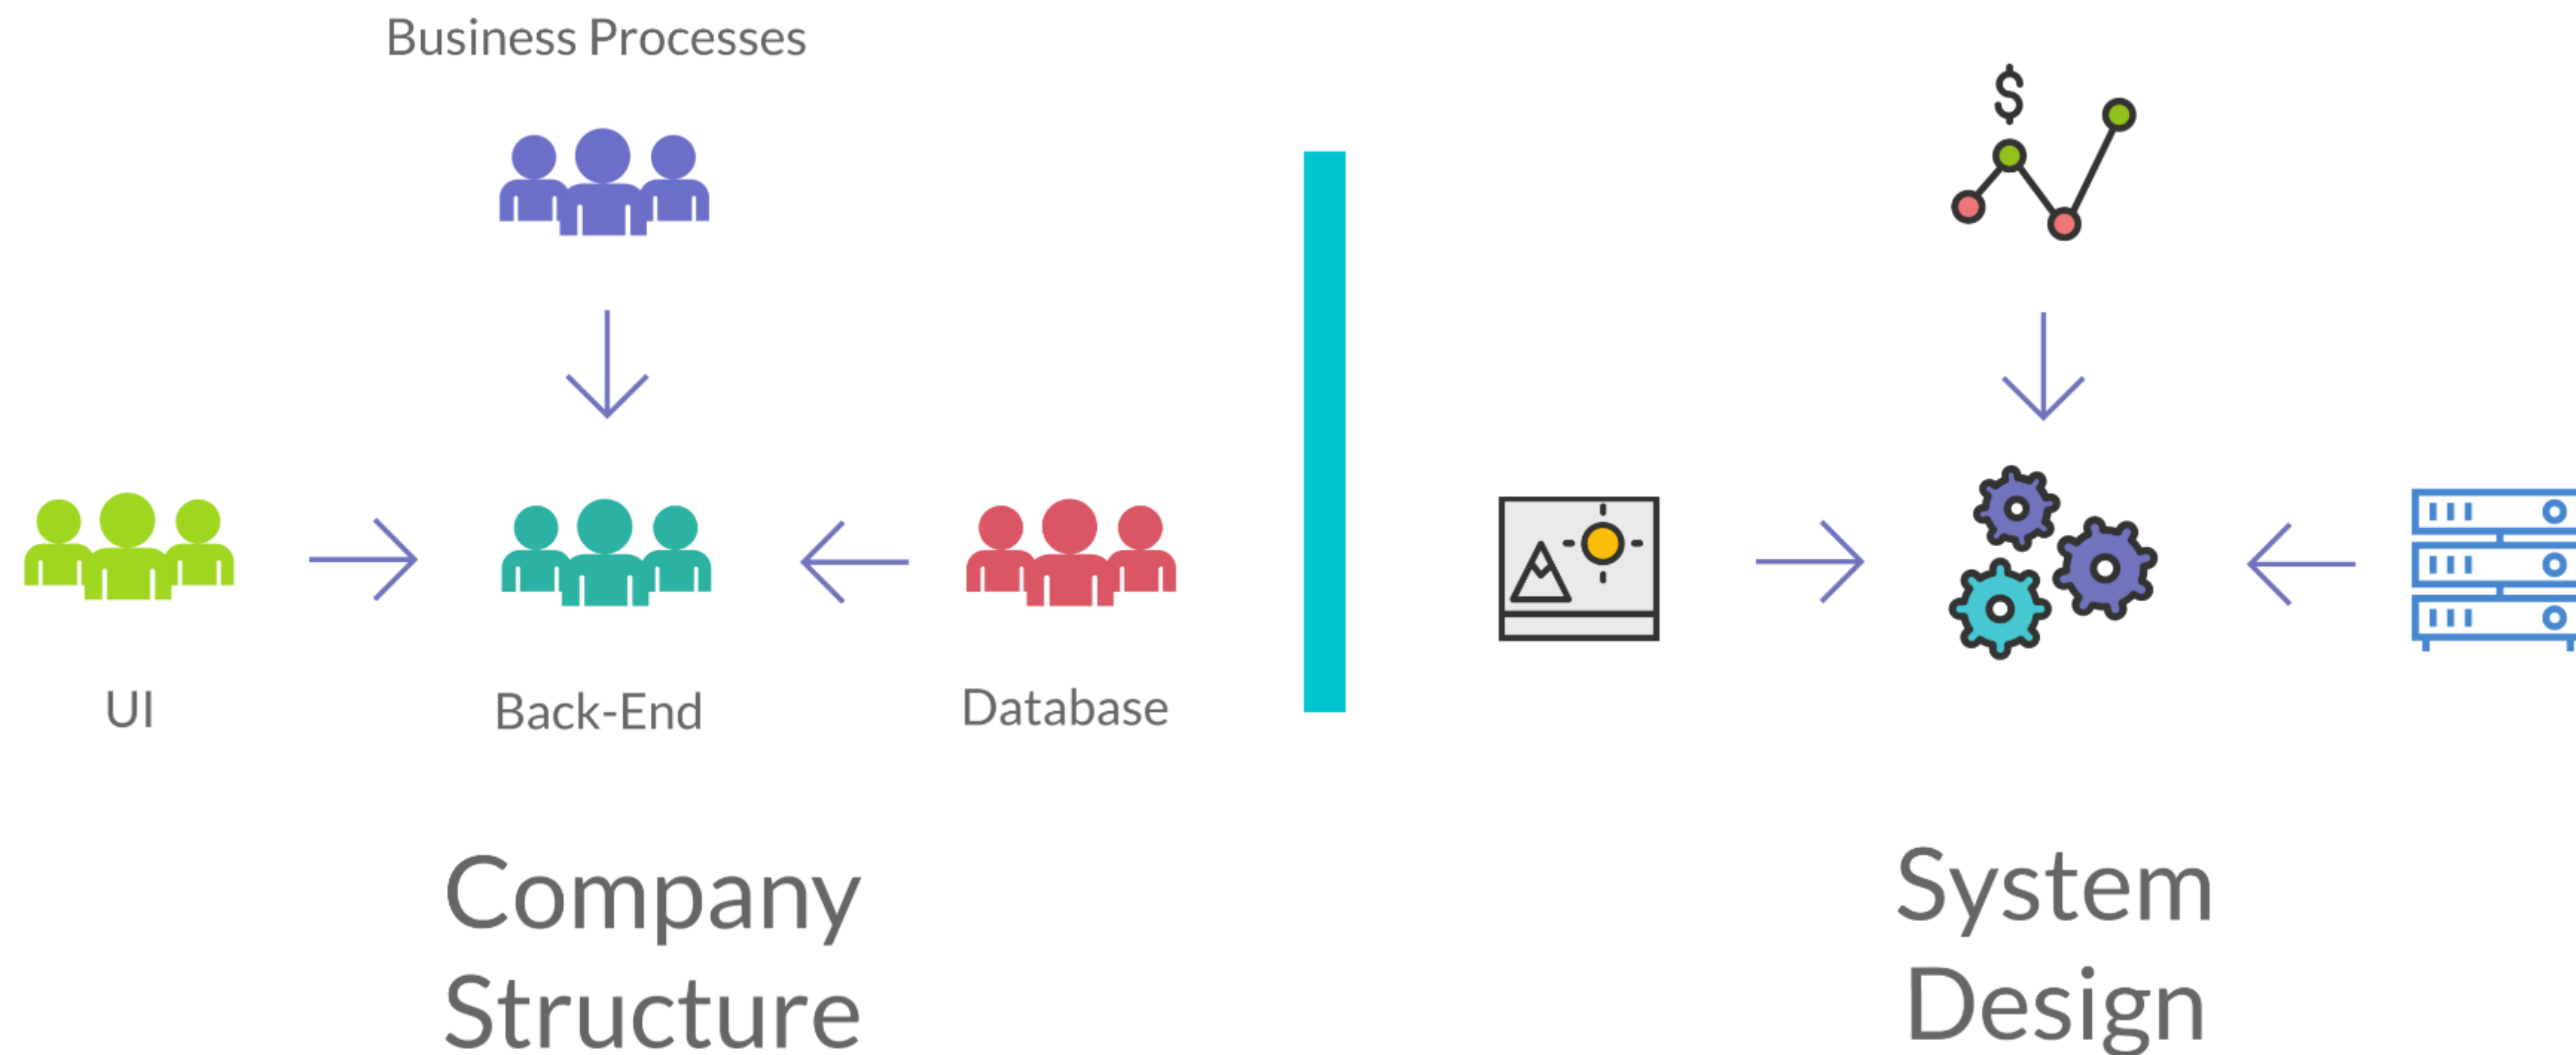 Business Processes
$
UI
Back-End
Database
Company
Structure
System
Design